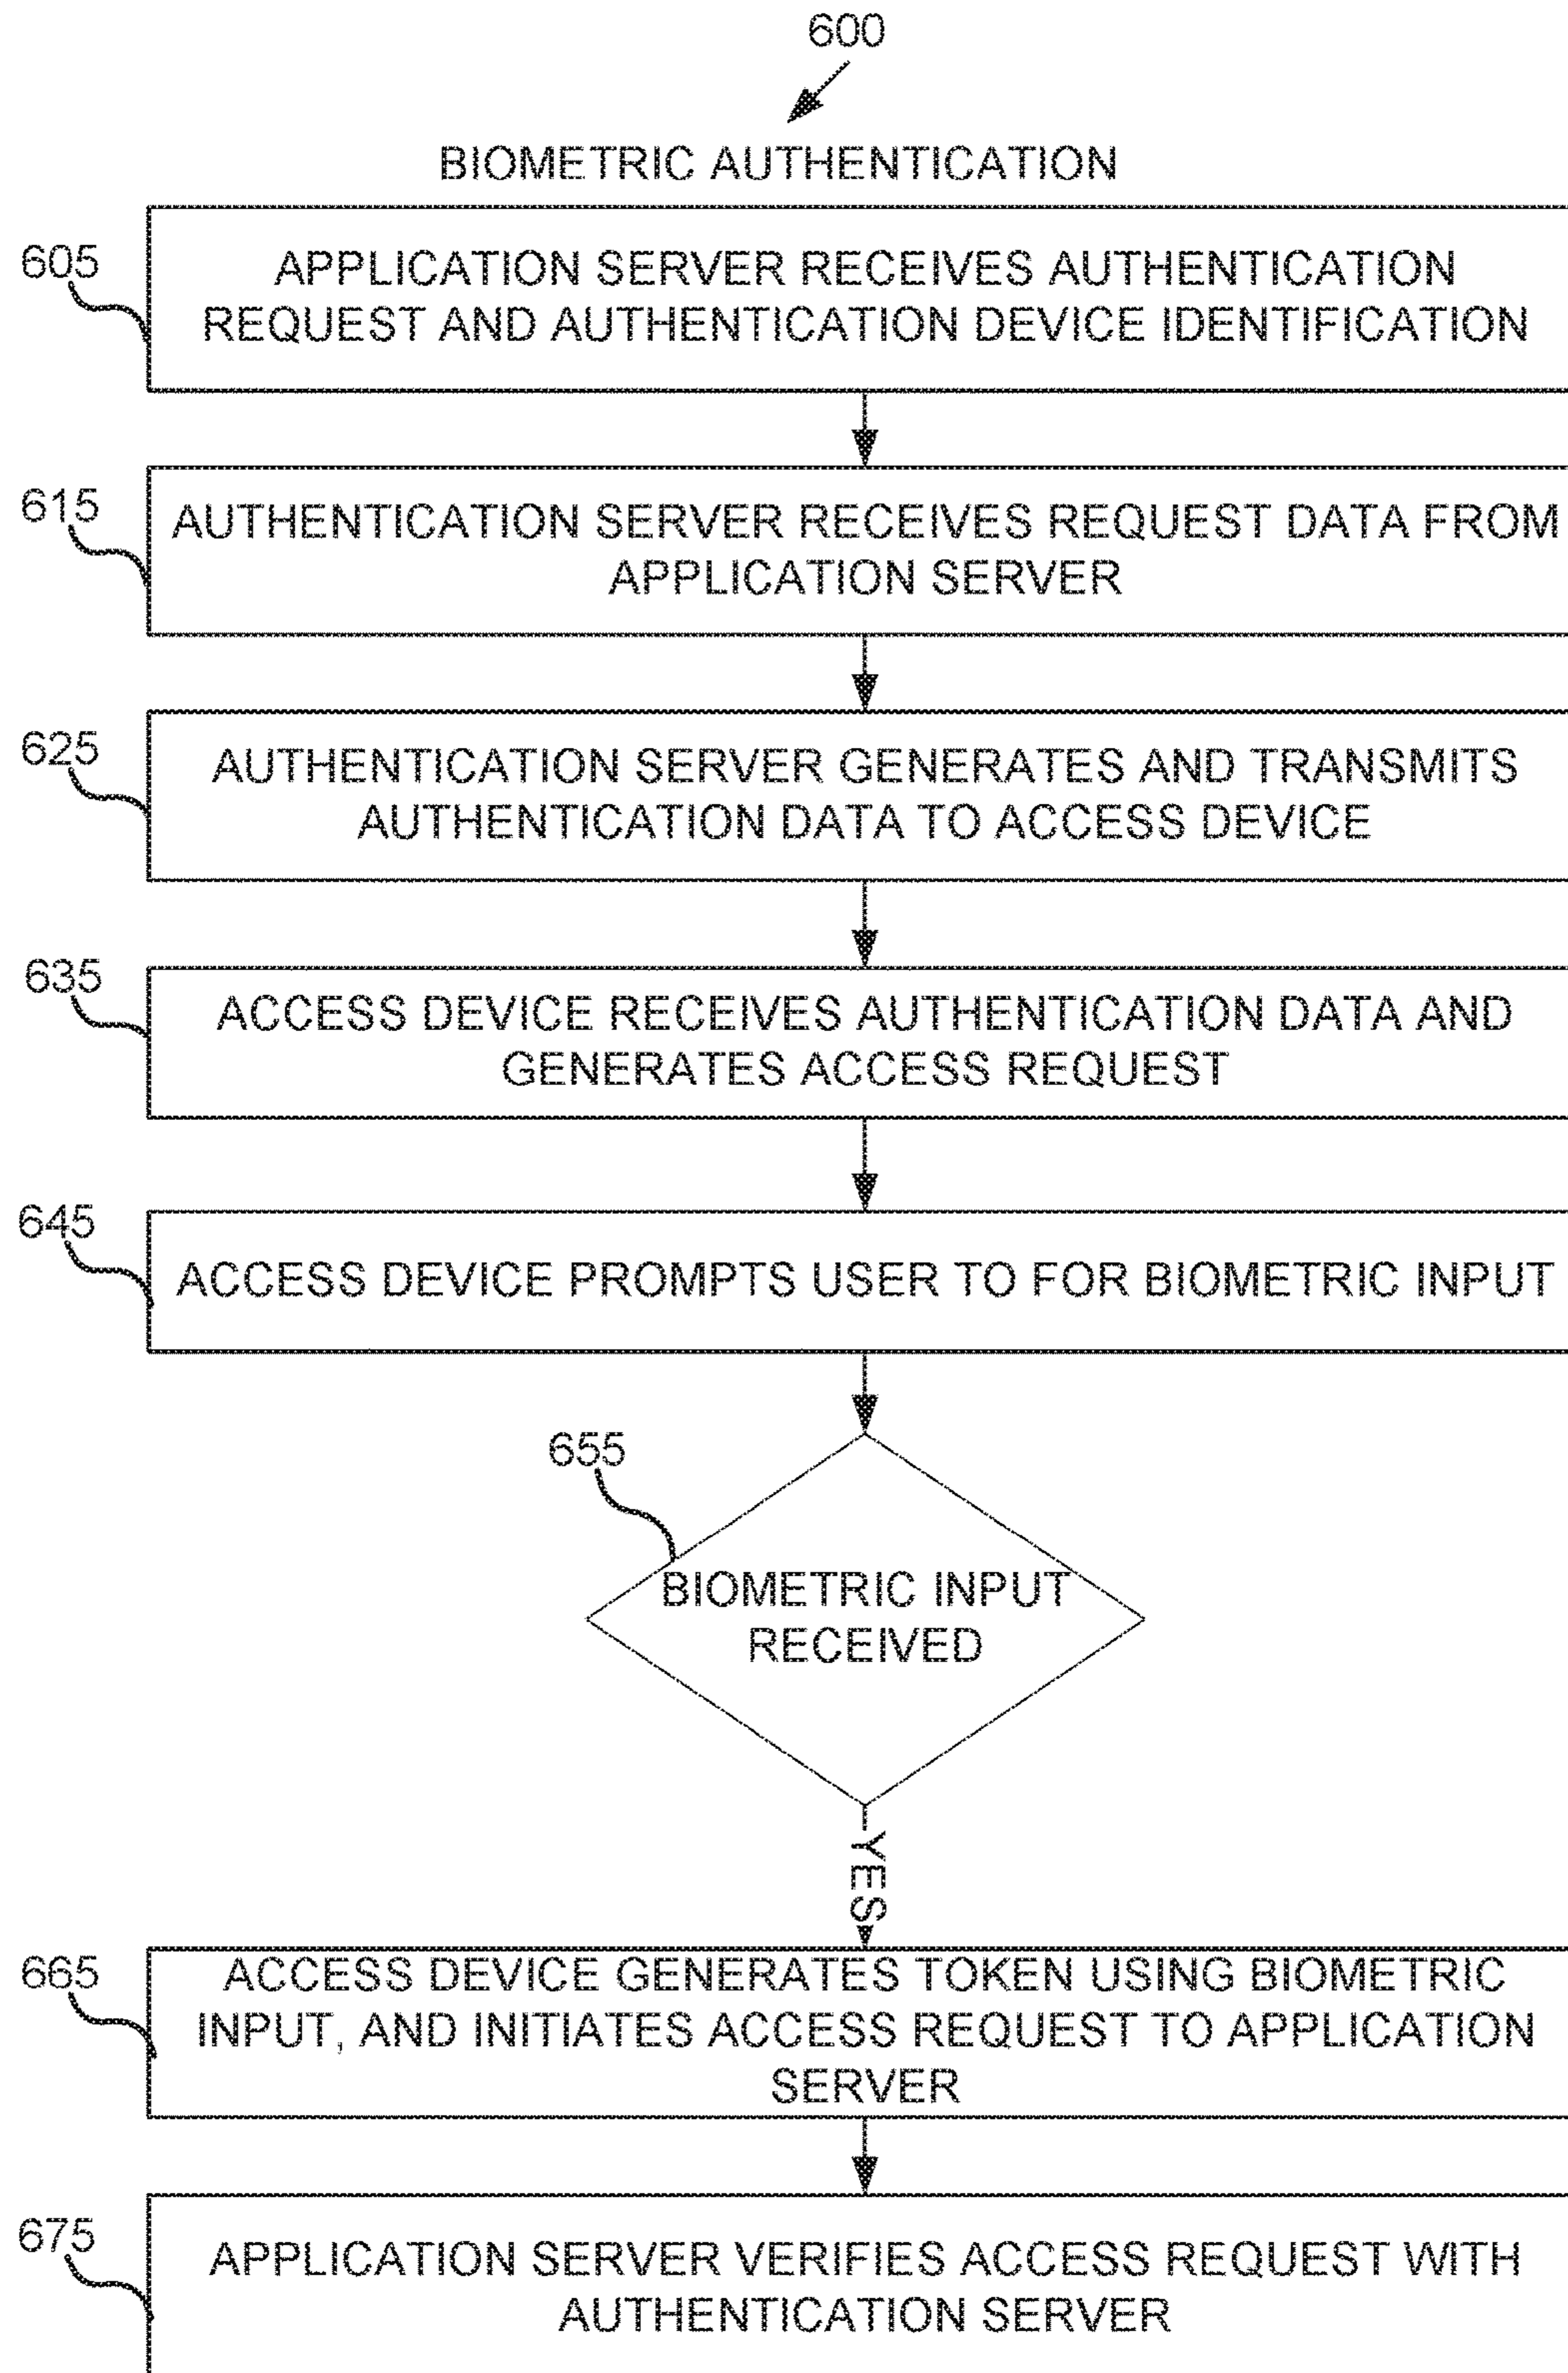 600
BIOMETRIC AUTHENTICATION
605
APPLICATION SERVER RECEIVES AUTHENTICATION
REQUEST AND AUTHENTICATION DEVICE IDENTIFICATION
615
AUTHENTICATION SERVER RECEIVES REQUEST DATA FROM
APPLICATION SERVER
625
AUTHENTICATION SERVER GENERATES AND TRANSMITS
AUTHENTICATION DATA TO ACCESS DEVICE
635
ACCESS DEVICE RECEIVES AUTHENTICATION DATA AND
GENERATES ACCESS REQUEST
645
ACCESS DEVICE PROMPTS USER TO FOR BIOMETRIC INPUT
655
BIOMETRIC INPUT
RECEIVED
YES
665
ACCESS DEVICE GENERATES TOKEN USING BIOMETRIC
INPUT, AND INITIATES ACCESS REQUEST TO APPLICATION
SERVER
675
APPLICATION SERVER VERIFIES ACCESS REQUEST WITH
AUTHENTICATION SERVER